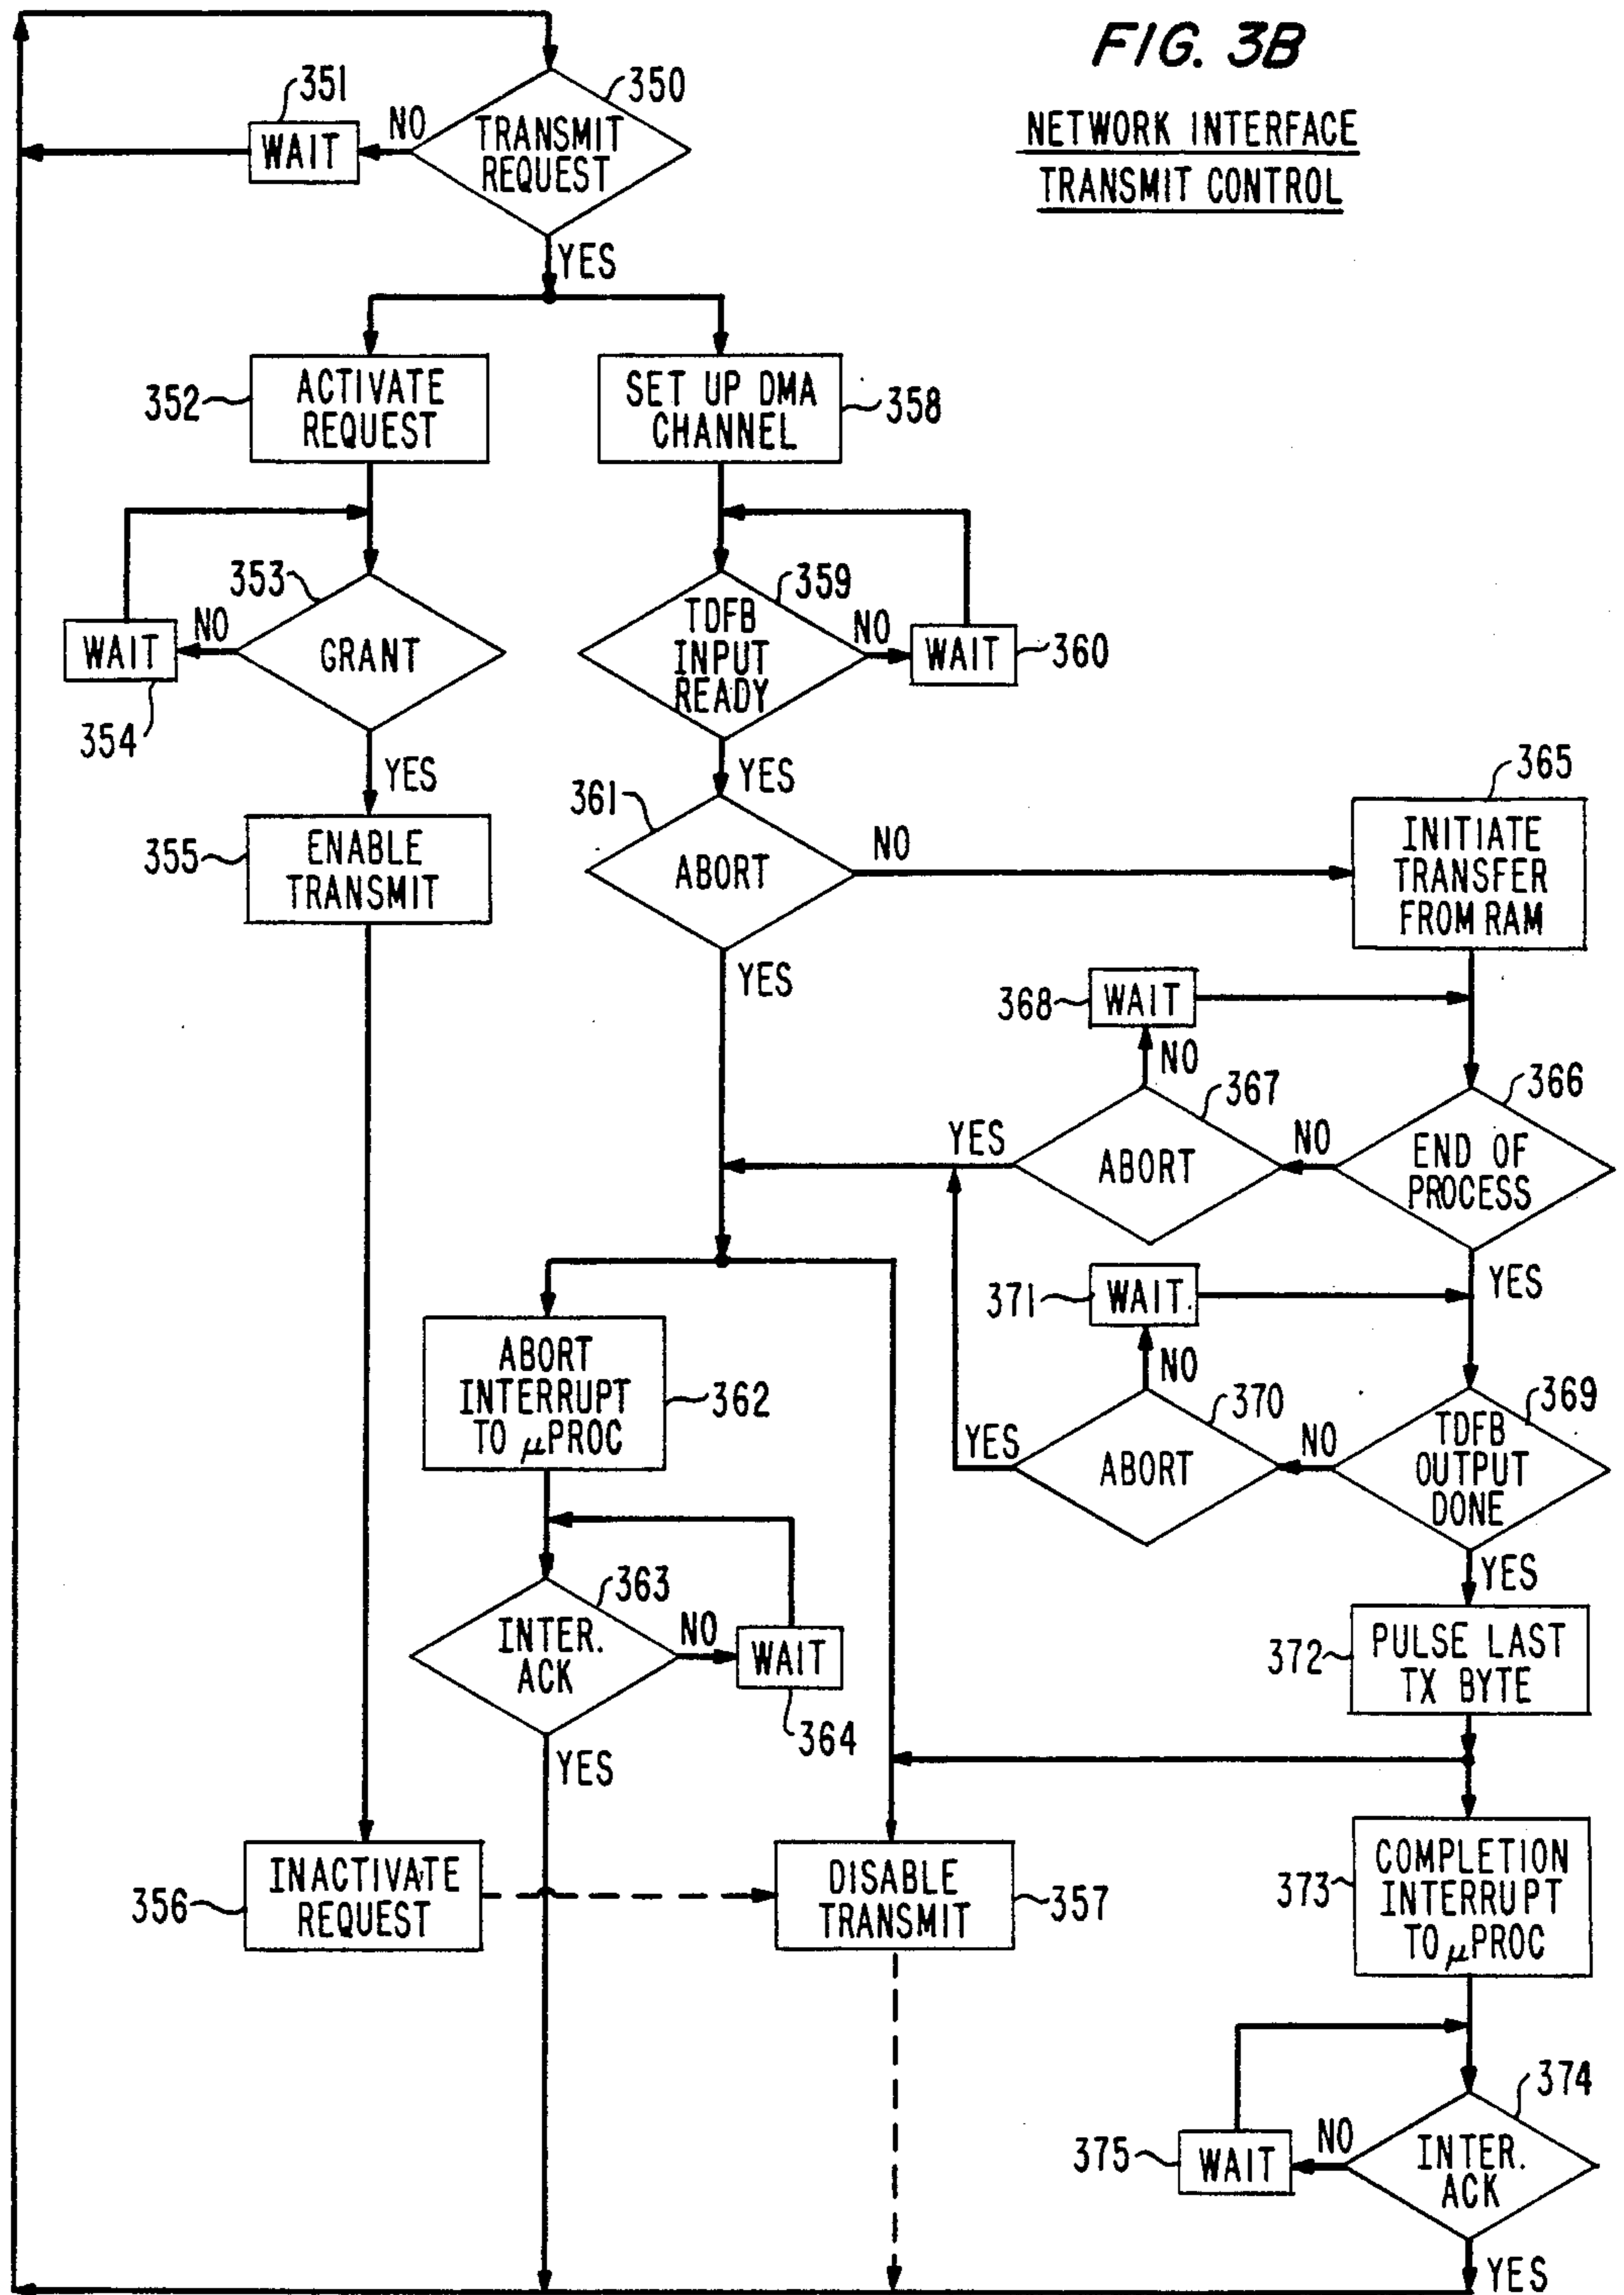 FIG. 3B
NETWORK INTERFACE
TRANSMIT CONTROL
350
TRANSMIT
REQUEST
NO
351
WAIT
YES
352
ACTIVATE
REQUEST
SET UP DMA
CHANNEL
358
353
GRANT
NO
WAIT
354
YES
355
ENABLE
TRANSMIT
359
TDFB
INPUT
READY
NO
WAIT
360
YES
361
ABORT
NO
YES
365
INITIATE
TRANSFER
FROM RAM
368
WAIT
NO
367
ABORT
YES
NO
366
END OF
PROCESS
YES
371
WAIT
NO
370
ABORT
YES
NO
369
TDFB
OUTPUT
DONE
YES
ABORT
INTERRUPT
TO μPROC
362
363
INTER.
ACK
NO
WAIT
364
YES
372
PULSE LAST
TX BYTE
356
INACTIVATE
REQUEST
DISABLE
TRANSMIT
357
373
COMPLETION
INTERRUPT
TO μPROC
374
INTER.
ACK
NO
375
WAIT
YES